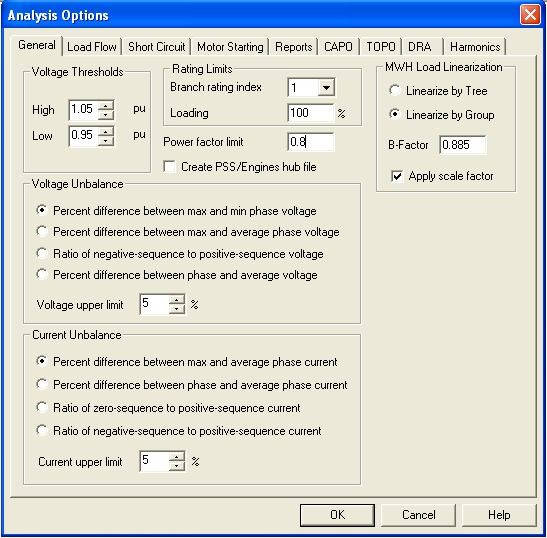 Analysis Options
General Load Flow Short Circuit Motor Starting Reports CAPO TOPO DRA Harmonics
Voltage Thresholds
High 1.05 pu
Low 0.95 pu
Rating Limits
Branch rating index 1
Loading 100 %
Power factor limit 0.8
Create PSS/Engines hub file
MWH Load Linearization
Linearize by Tree
Linearize by Group
B-Factor 0.885
Apply scale factor
Voltage Unbalance
Percent difference between max and min phase voltage
Percent difference between max and average phase voltage
Ratio of negative-sequence to positive-sequence voltage
Percent difference between phase and average voltage
Voltage upper limit 5 %
Current Unbalance
Percent difference between max and average phase current
Percent difference between phase and average phase current
Ratio of zero-sequence to positive-sequence current
Ratio of negative-sequence to positive-sequence current
Current upper limit 5 %
OK Cancel Help